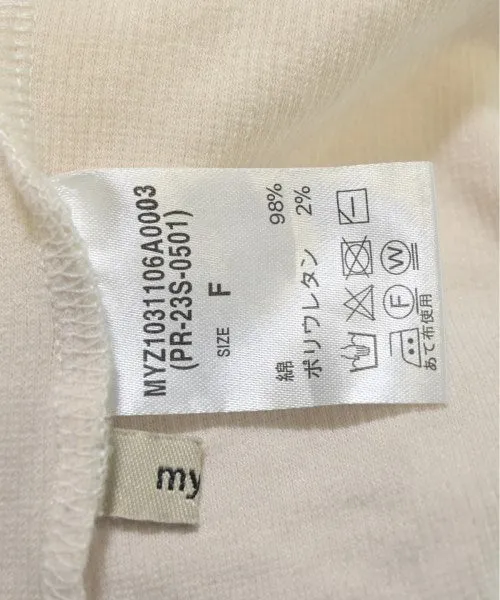 MYZ1031106A0003
(PR-23S-0501)
SIZE F
綿 98%
ポリウレタン 2%
F W
あて布使用
my